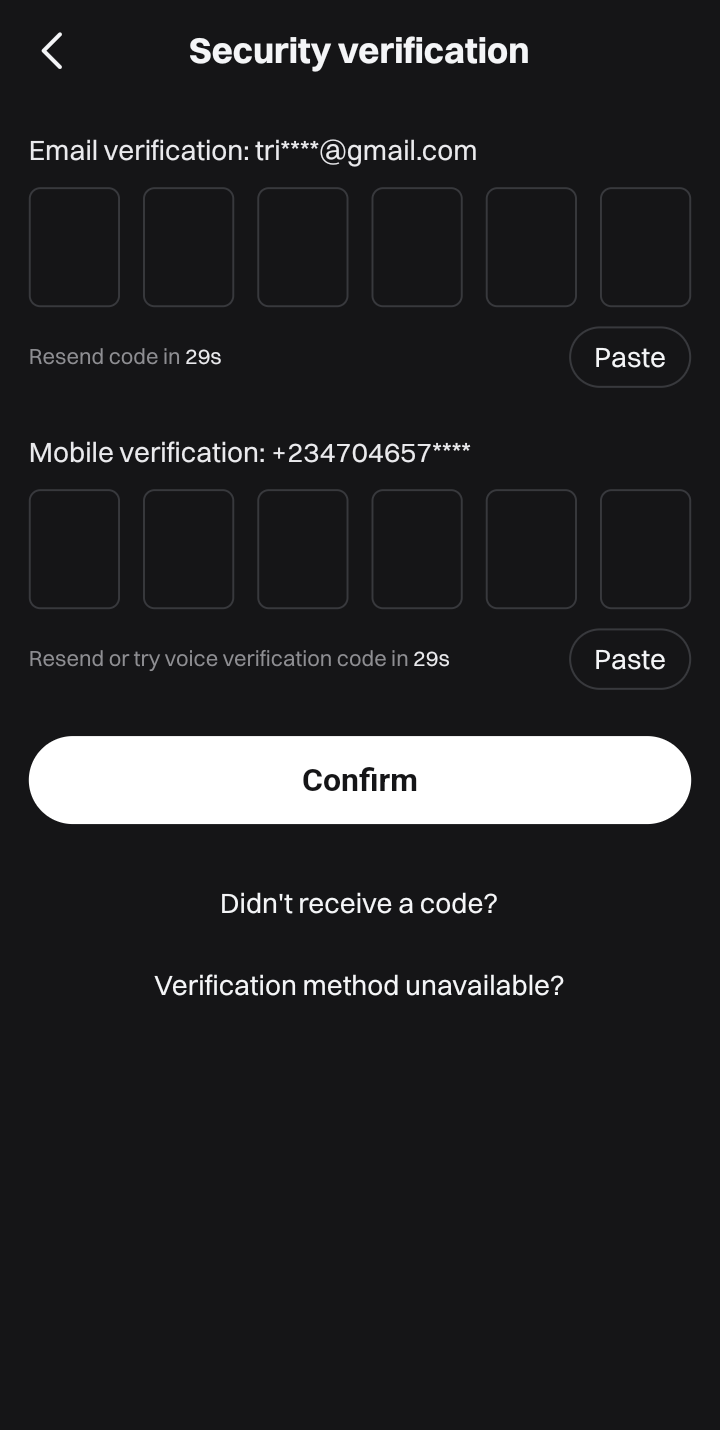 Security verification
Email verification: tri****@gmail.com
Resend code in 29s
Paste
Mobile verification: +234704657****
Resend or try voice verification code in 29s
Paste
Confirm
Didn't receive a code?
Verification method unavailable?